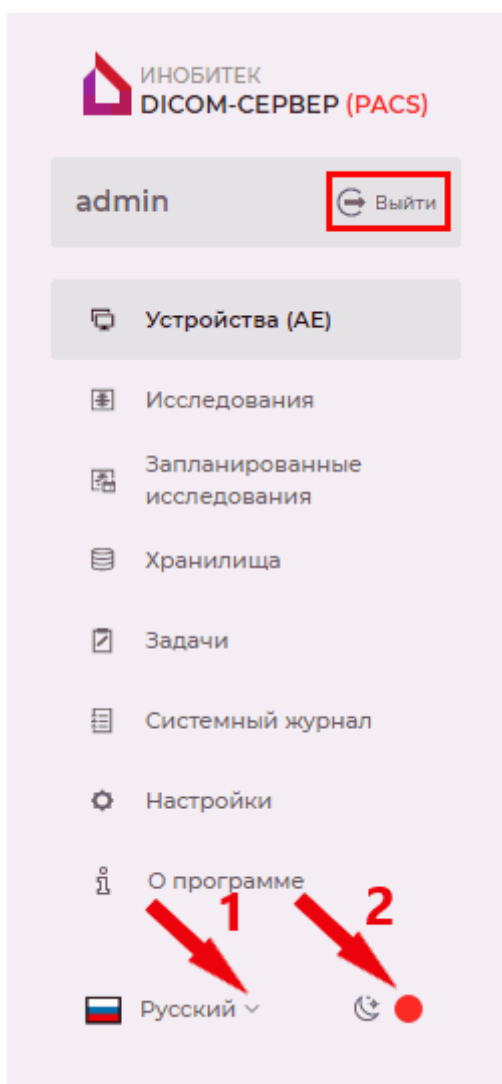 ИНОБИТЕК
DICOM-СЕРВЕР (PACS)
admin
Выйти
Устройства (AE)
Исследования
Запланированные
исследования
Хранилища
Задачи
Системный журнал
Настройки
О программе
1
2
Русский